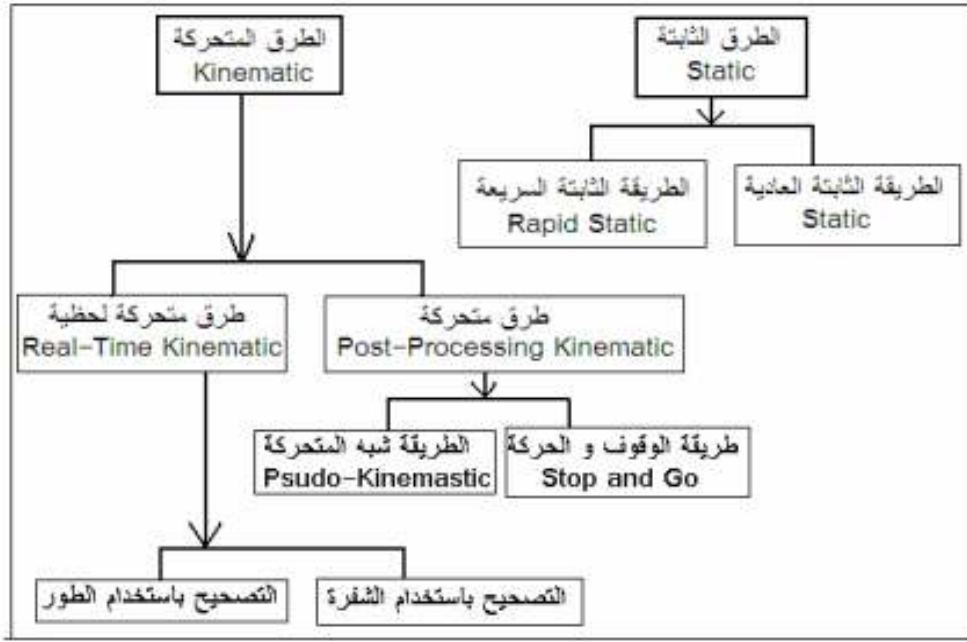 الطرق الثابتة
Static
الطرق المتحركة
Kinematic
الطريقة الثابتة العادية
Static
الطريقة الثابتة السريعة
Rapid Static
طرق متحركة
Post-Processing Kinematic
طرق متحركة لحظية
Real-Time Kinematic
طريقة الوقوف و الحركة
Stop and Go
الطريقة شبه المتحركة
Psudo-Kinemastic
التصحيح باستخدام الشفرة
التصحيح باستخدام الطور